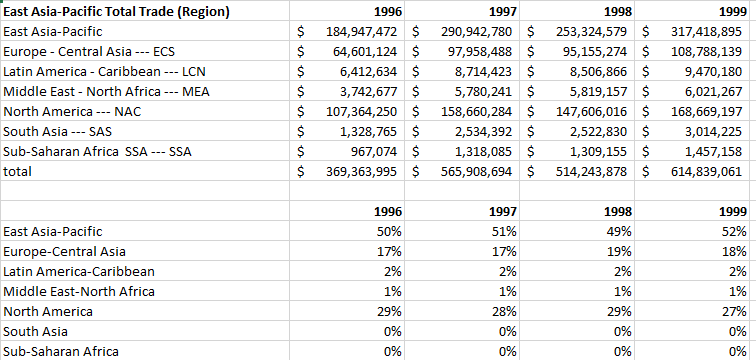 East Asia-Pacific Total Trade (Region) 1996 1997 1998 1999
East Asia-Pacific $ 184,947,472 $ 290,942,780 $ 253,324,579 $ 317,418,895
Europe - Central Asia --- ECS $ 64,601,124 $ 97,958,488 $ 95,155,274 $ 108,788,139
Latin America - Caribbean --- LCN $ 6,412,634 $ 8,714,423 $ 8,506,866 $ 9,470,180
Middle East - North Africa --- MEA $ 3,742,677 $ 5,780,241 $ 5,819,157 $ 6,021,267
North America --- NAC $ 107,364,250 $ 158,660,284 $ 147,606,016 $ 168,669,197
South Asia --- SAS $ 1,328,765 $ 2,534,392 $ 2,522,830 $ 3,014,225
Sub-Saharan Africa SSA --- SSA $ 967,074 $ 1,318,085 $ 1,309,155 $ 1,457,158
total $ 369,363,995 $ 565,908,694 $ 514,243,878 $ 614,839,061
1996 1997 1998 1999
East Asia-Pacific 50% 51% 49% 52%
Europe-Central Asia 17% 17% 19% 18%
Latin America-Caribbean 2% 2% 2% 2%
Middle East-North Africa 1% 1% 1% 1%
North America 29% 28% 29% 27%
South Asia 0% 0% 0% 0%
Sub-Saharan Africa 0% 0% 0% 0%